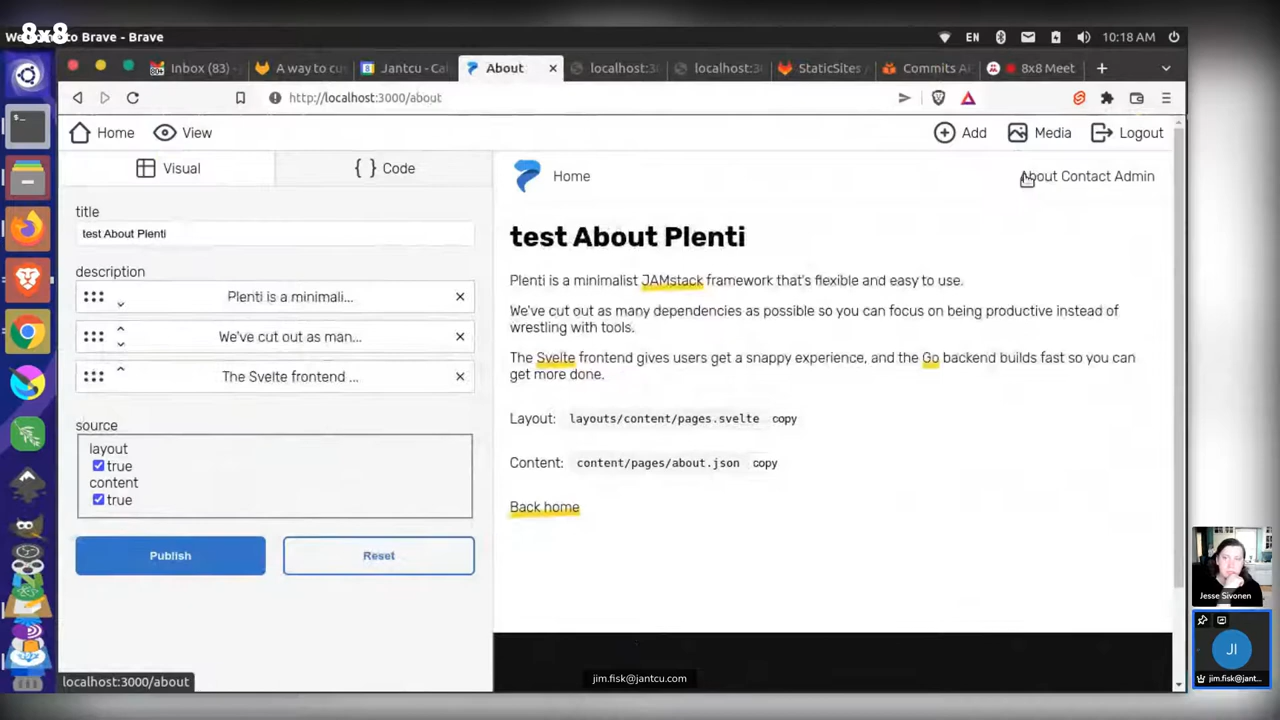 8x8
Welcome to Brave - Brave
EN
10:18 AM
Inbox (83) -
A way to cus
Jantcu - Cal
About
localhost:3
localhost:3
StaticSites
Commits AF
8x8 Meet
http://localhost:3000/about
Home
View
Add
Media
Logout
Visual
{ } Code
title
test About Plenti
description
Plenti is a minimali...
We've cut out as man...
The Svelte frontend ...
source
layout
true
content
true
Publish
Reset
Home
About Contact Admin
test About Plenti
Plenti is a minimalist JAMstack framework that's flexible and easy to use.
We've cut out as many dependencies as possible so you can focus on being productive instead of
wrestling with tools.
The Svelte frontend gives users get a snappy experience, and the Go backend builds fast so you can
get more done.
Layout: layouts/content/pages.svelte copy
Content: content/pages/about.json copy
Back home
localhost:3000/about
jim.fisk@jantcu.com
Jesse Sivonen
JI
jim.fisk@jant...